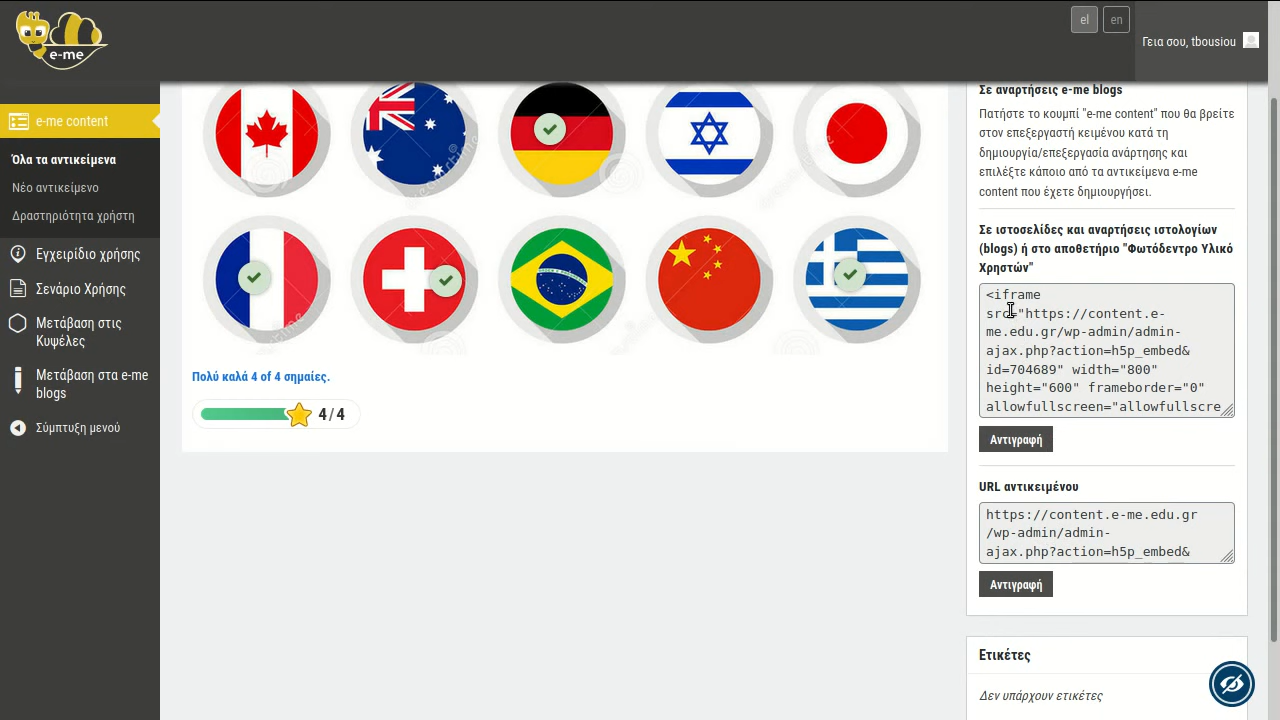 e-me
el
en
Γεια σου, tbousiou
e-me content
Όλα τα αντικείμενα
Νέο αντικείμενο
Δραστηριότητα χρήστη
Εγχειρίδιο χρήσης
Σενάριο Χρήσης
Μετάβαση στις
Κυψέλες
Μετάβαση στα e-me
blogs
Σύμπτυξη μενού
Πολύ καλά 4 of 4 σημαίες.
4/4
Σε αναρτήσεις e-me blogs
Πατήστε το κουμπί "e-me content" που θα βρείτε
στον επεξεργαστή κειμένου κατά τη
δημιουργία/επεξεργασία ανάρτησης και
επιλέξτε κάποιο από τα αντικείμενα e-me
content που έχετε δημιουργήσει.
Σε ιστοσελίδες και αναρτήσεις ιστολογίων
(blogs) ή στο αποθετήριο "Φωτόδεντρο Υλικό
Χρηστών"
<iframe
src="https://content.e-
me.edu.gr/wp-admin/admin-
ajax.php?action=h5p_embed&
id=704689" width="800"
height="600" frameborder="0"
allowfullscreen="allowfullscre
Αντιγραφή
URL αντικειμένου
https://content.e-me.edu.gr
/wp-admin/admin-
ajax.php?action=h5p_embed&
Αντιγραφή
Ετικέτες
Δεν υπάρχουν ετικέτες